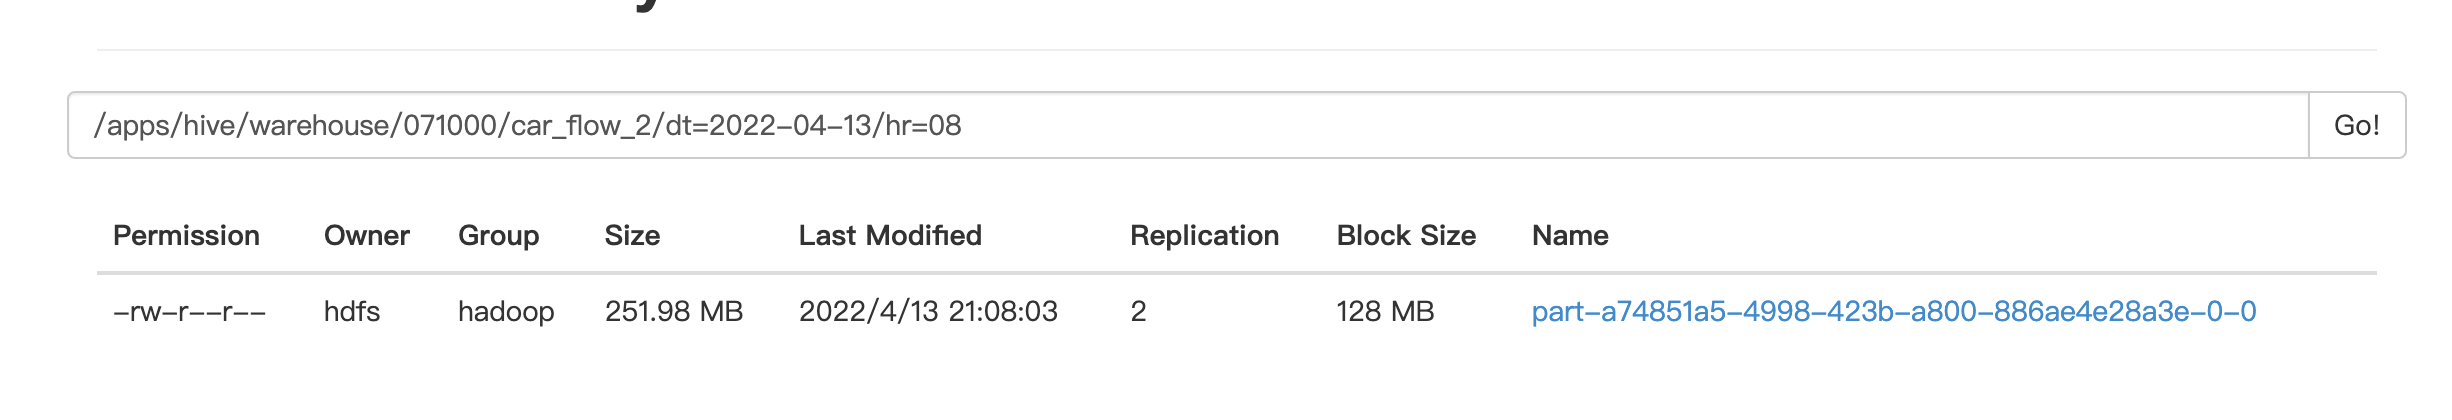 /apps/hive/warehouse/071000/car_flow_2/dt=2022-04-13/hr=08 Go!
Permission Owner Group Size Last Modified Replication Block Size Name
-rw-r--r-- hdfs hadoop 251.98 MB 2022/4/13 21:08:03 2 128 MB part-a74851a5-4998-423b-a800-886ae4e28a3e-0-0